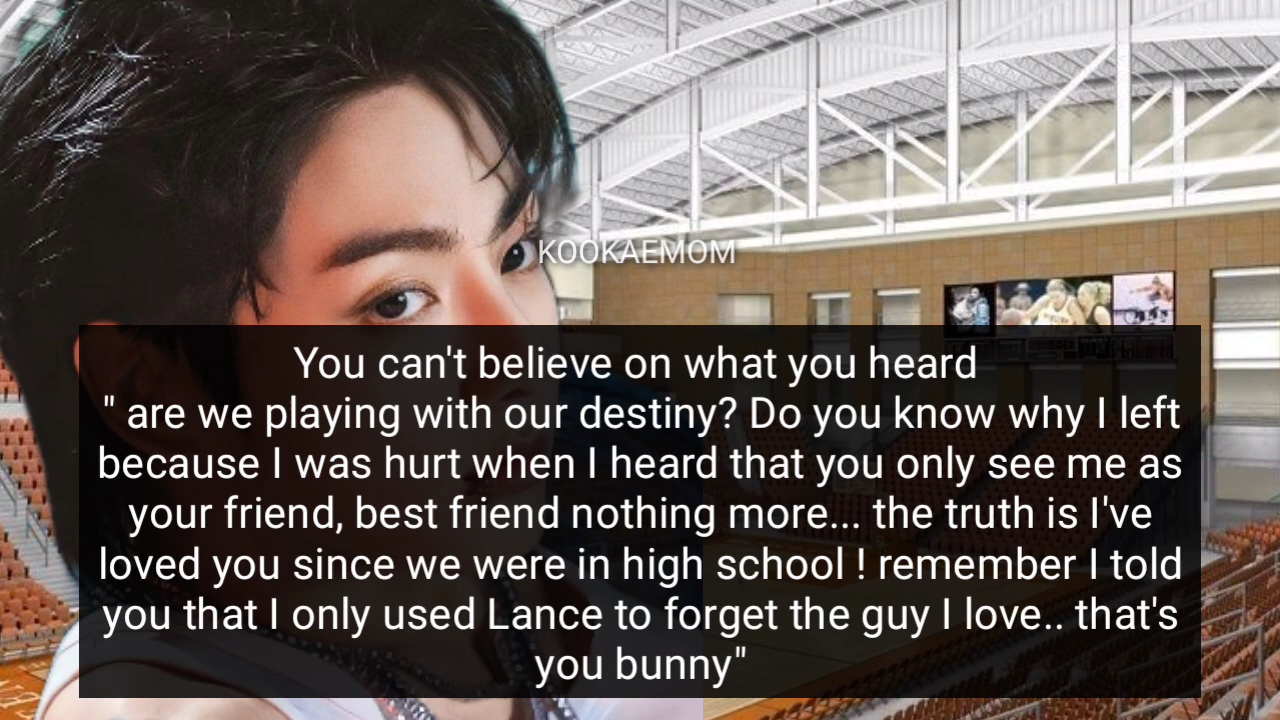 KOOKAEMOM
You can't believe on what you heard
" are we playing with our destiny? Do you know why I left
because I was hurt when I heard that you only see me as
your friend, best friend nothing more... the truth is I've
loved you since we were in high school ! remember I told
you that I only used Lance to forget the guy I love.. that's
you bunny"